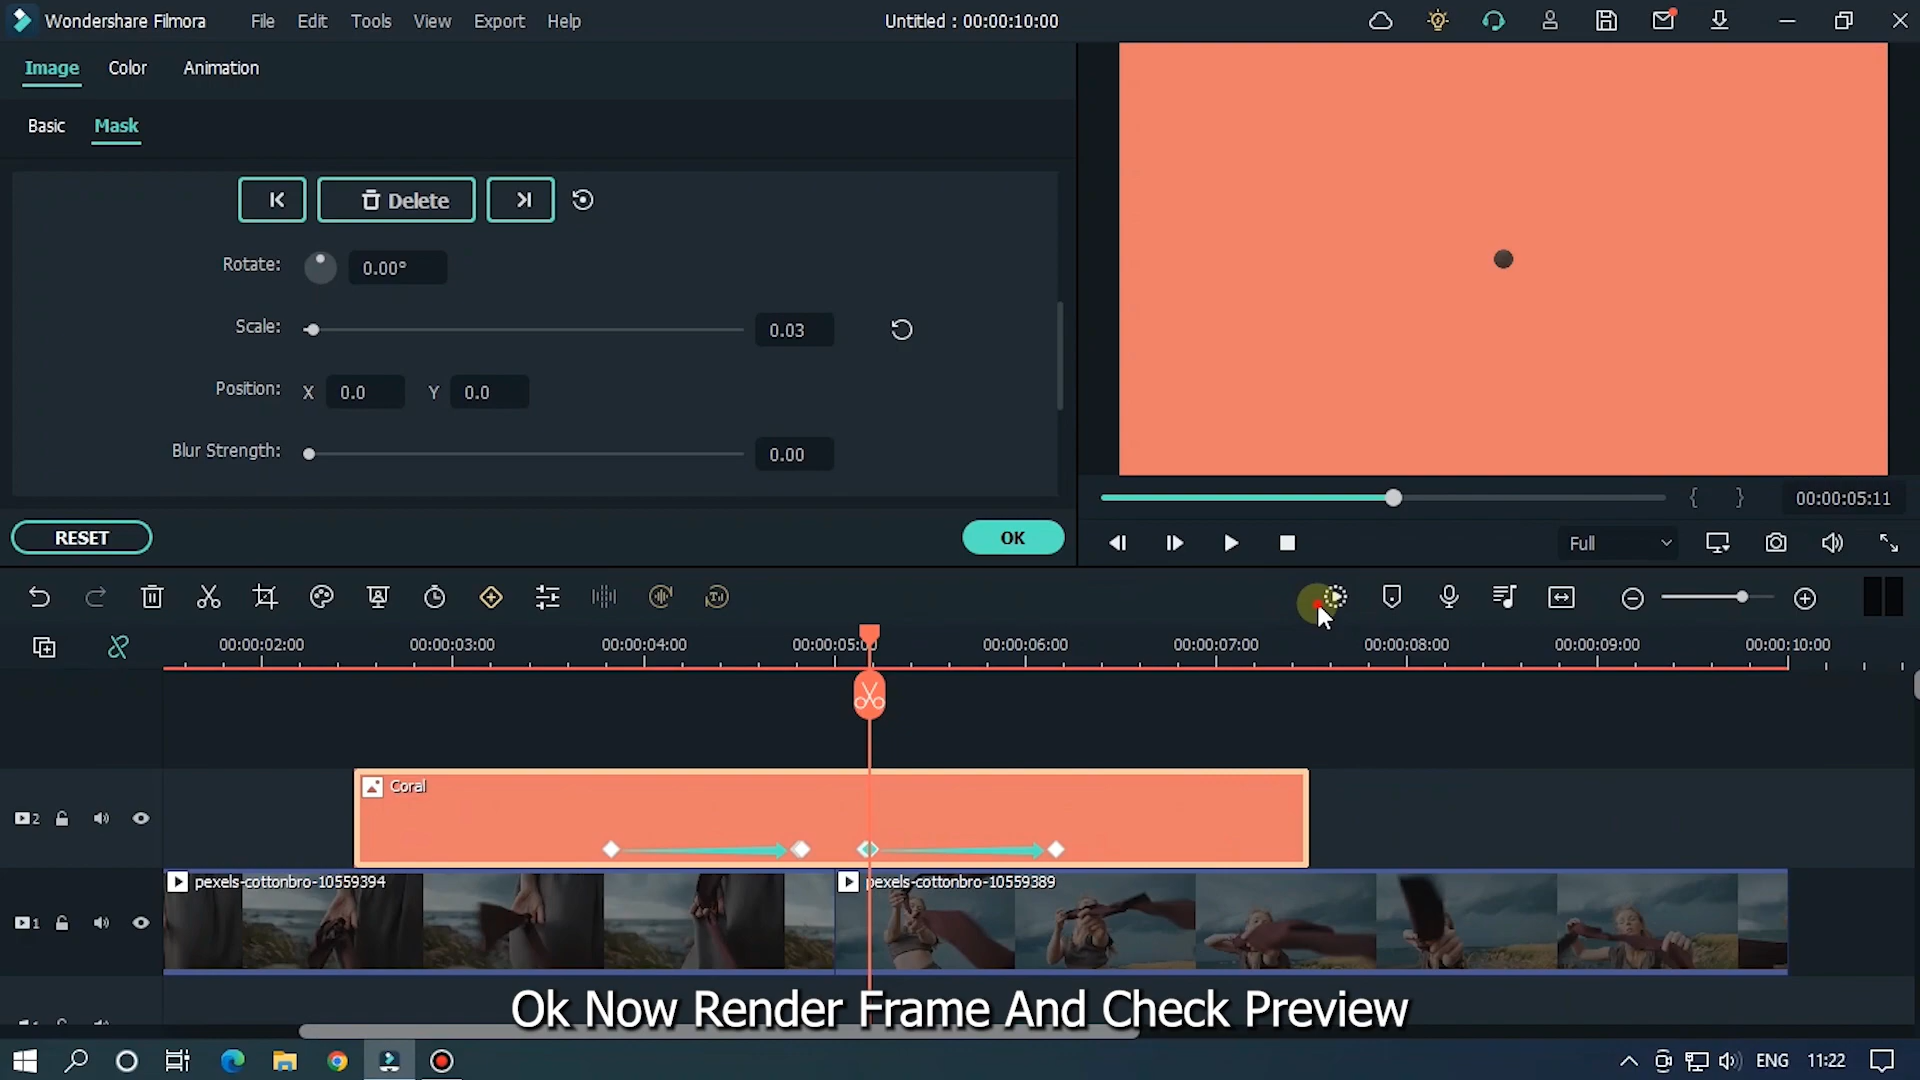 Wondershare Filmora File Edit Tools View Export Help Untitled : 00:00:10:00
Image Color Animation
Basic Mask
Delete
Rotate: 0.00°
Scale: 0.03
Position: X 0.0 Y 0.0
Blur Strength: 0.00
{ } 00:00:05:11
RESET OK
Full
00:00:02:00 00:00:03:00 00:00:04:00 00:00:05:00 00:00:06:00 00:00:07:00 00:00:08:00 00:00:09:00 00:00:10:00
Coral
2
pexels-cottonbro-10559394 pexels-cottonbro-10559389
1
Ok Now Render Frame And Check Preview
ENG 11:22